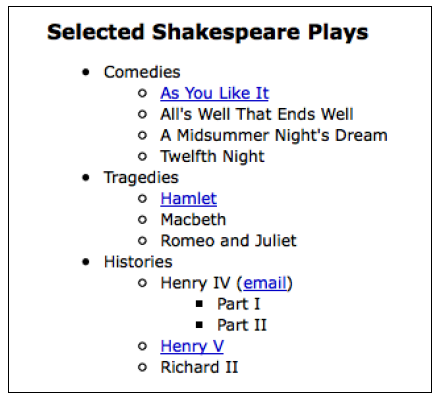 Selected Shakespeare Plays
Comedies
As You Like It
All's Well That Ends Well
A Midsummer Night's Dream
Twelfth Night
Tragedies
Hamlet
Macbeth
Romeo and Juliet
Histories
Henry IV (email)
Part I
Part II
Henry V
Richard II